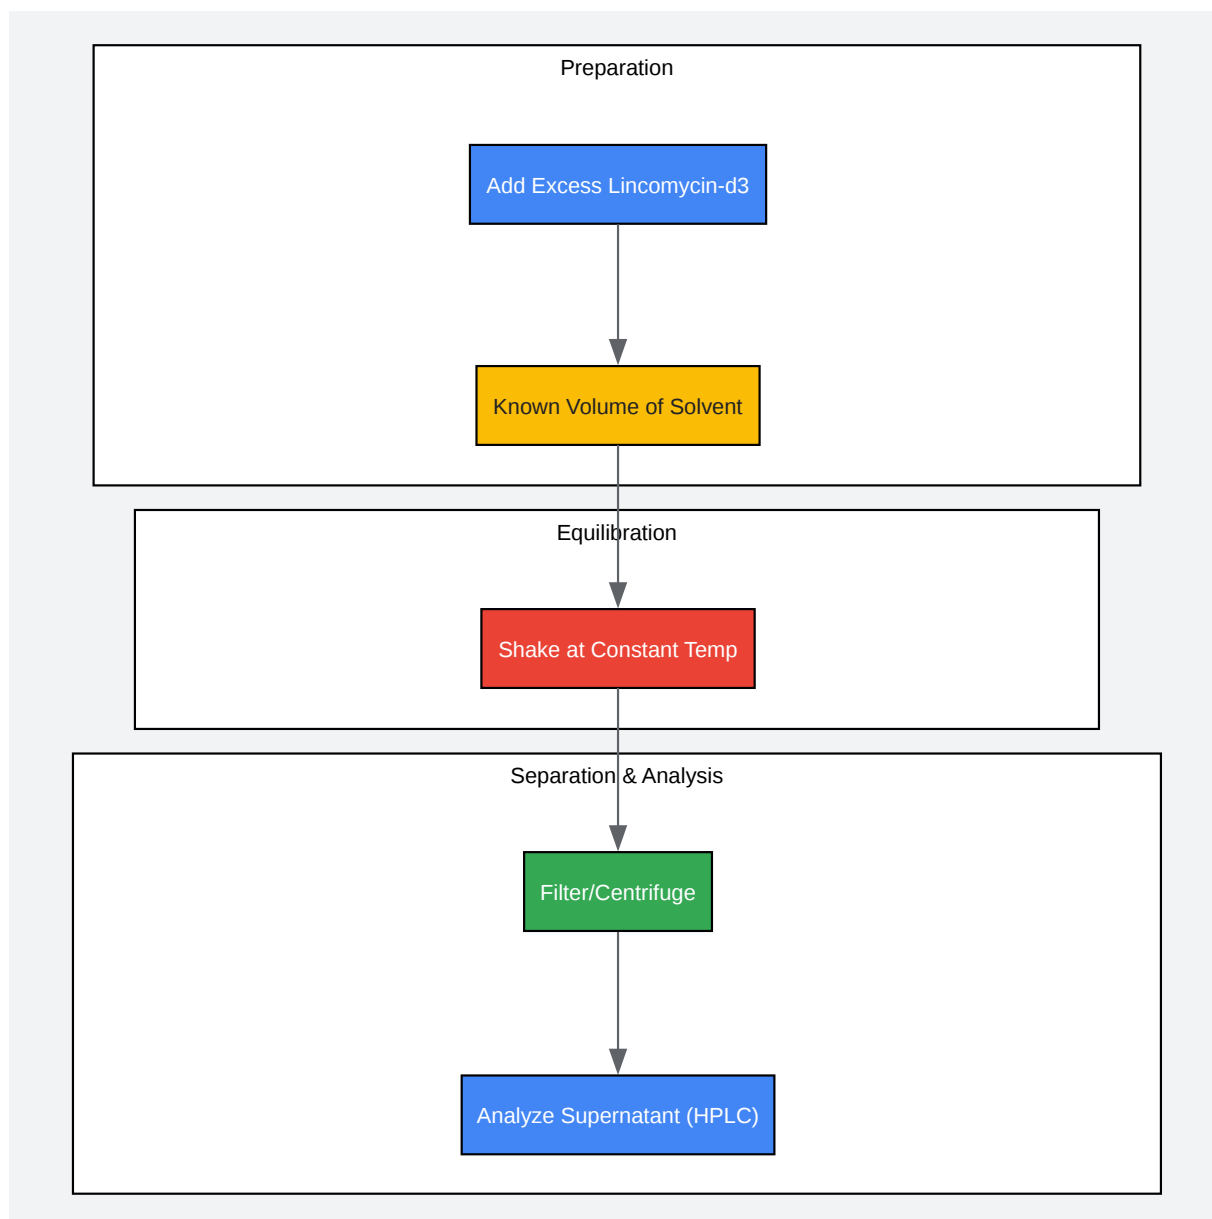 Preparation
Add Excess Lincomycin-d3
Known Volume of Solvent
Equilibration
Shake at Constant Temp
Separation & Analysis
Filter/Centrifuge
Analyze Supernatant (HPLC)